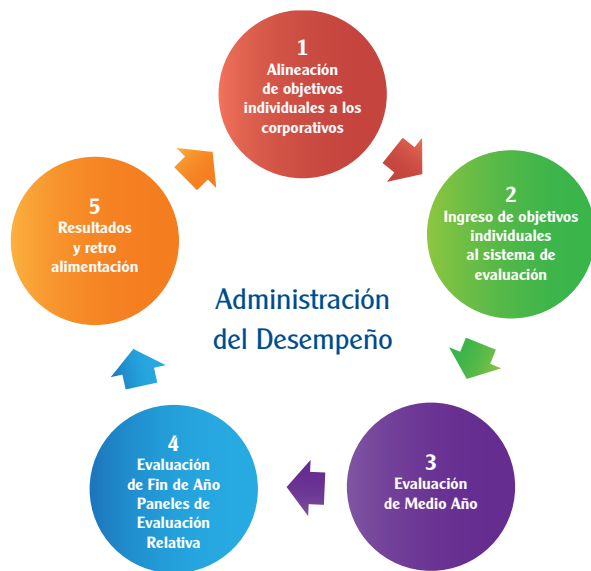 1
Alineación
de objetivos
individuales a los
corporativos
2
Ingreso de objetivos
individuales
al sistema de
evaluación
3
Evaluación
de Medio Año
4
Evaluación
de Fin de Año
Paneles de
Evaluación
Relativa
5
Resultados
y retro
alimentación
Administración
del Desempeño